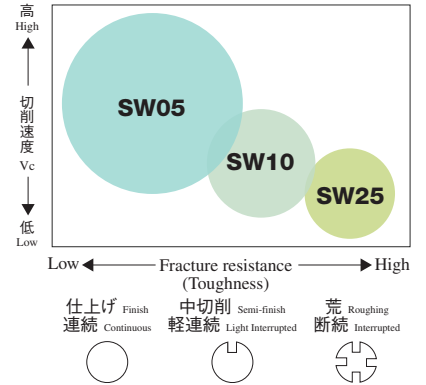 高
High
切削速度
Vc
低
Low
SW05
SW10
SW25
Low Fracture resistance High
(Toughness)
仕上げ Finish
連続 Continuous
中切削 Semi-finish
軽連続 Light Interrupted
荒 Roughing
断続 Interrupted